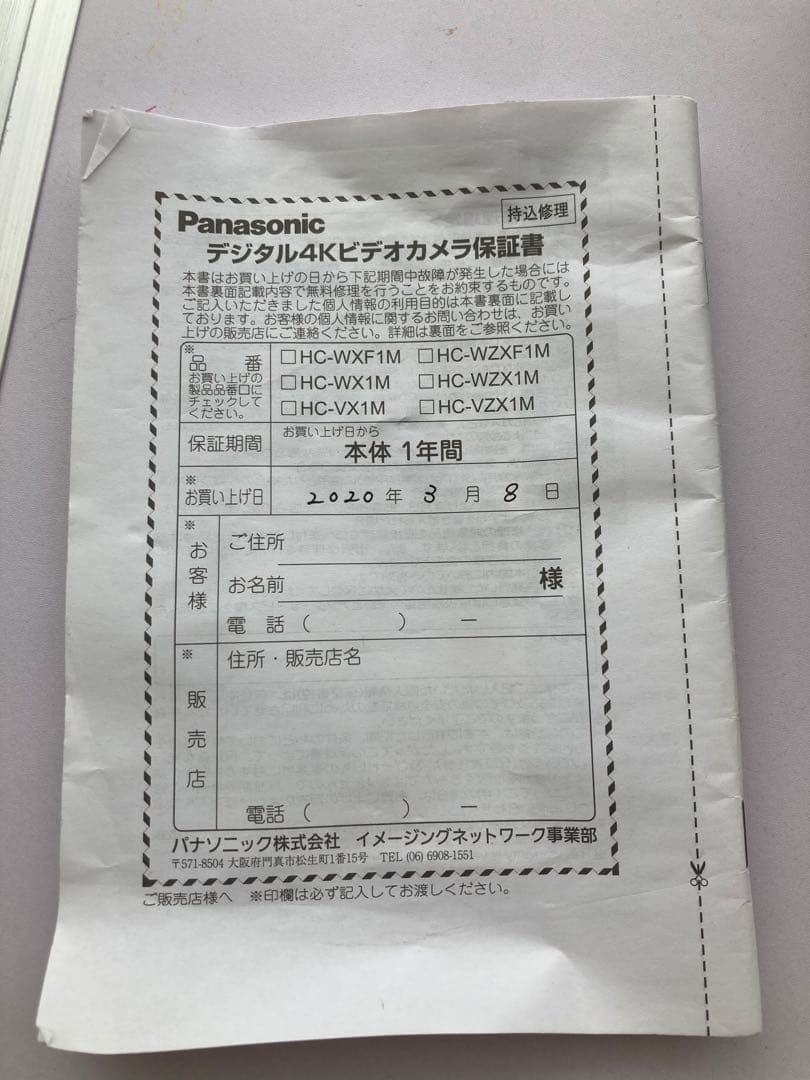 Panasonic
持込修理
デジタル4Kビデオカメラ保証書
本書はお買い上げの日から下記期間中故障が発生した場合には
本書裏面記載内容で無料修理を行うことをお約束するものです。
ご記入いただきました個人情報の利用目的は本書裏面に記載し
ております。お客様の個人情報に関するお問い合わせは、お買い
上げの販売店にご連絡ください。詳細は裏面をご参照ください。
※
品 番
お買い上げの
製品品番口に
チェックして
ください。
□HC-WXF1M □HC-WZXF1M
□HC-WX1M □HC-WZX1M
□HC-VX1M □HC-VZX1M
保証期間
お買い上げ日から
本体 1年間
※
お買い上げ日
2020 年 3 月 8 日
※
お客様
ご住所
お名前 様
電 話 ( ) ー
※
販売店
住所・販売店名
電話 ( ) ー
パナソニック株式会社 イメージングネットワーク事業部
〒571-8504 大阪府門真市松生町1番15号 TEL (06) 6908-1551
ご販売店様へ ※印欄は必ず記入してお渡しください。